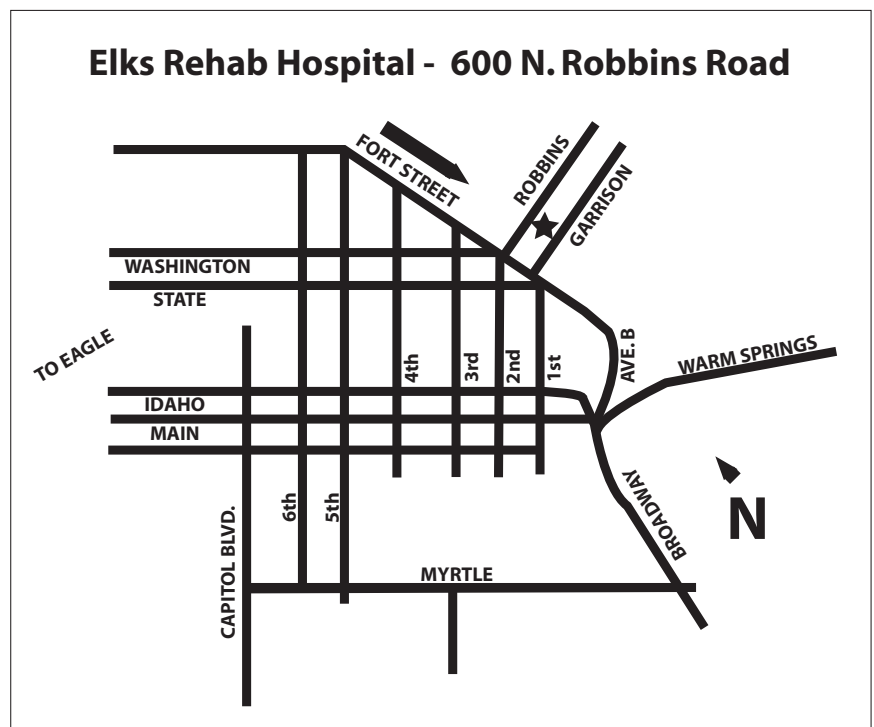 Elks Rehab Hospital - 600 N. Robbins Road
FORT STREET
ROBBINS
GARRISON
WASHINGTON
STATE
TO EAGLE
4th
3rd
2nd
1st
AVE. B
WARM SPRINGS
IDAHO
MAIN
CAPITOL BLVD.
6th
5th
BROADWAY
N
MYRTLE